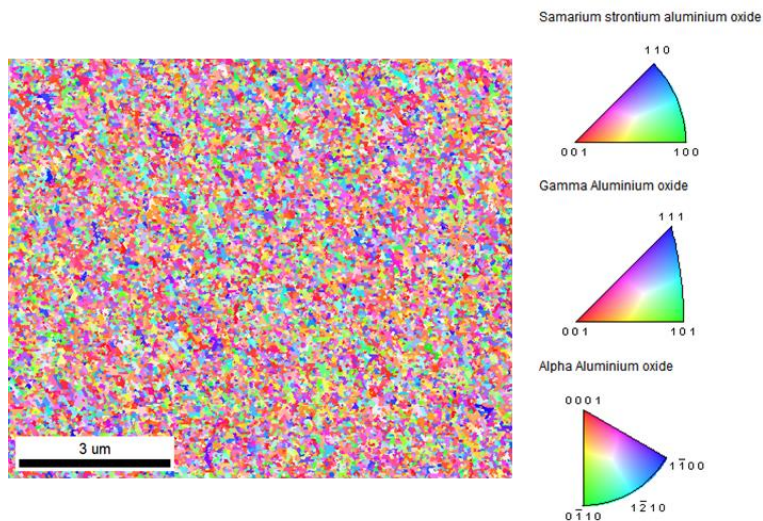 Samarium strontium aluminium oxide
1 1 0
0 0 1
1 0 0
Gamma Aluminium oxide
1 1 1
0 0 1
1 0 1
Alpha Aluminium oxide
0 0 0 1
1 1̄ 0 0
1 2̄ 1 0
0 1̄ 1 0
3 um